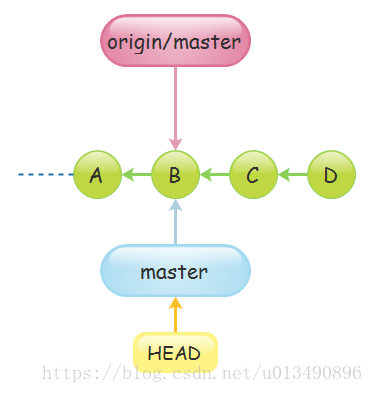 origin/master
A B C D
master
HEAD
https://blog.csdn.net/u013490896